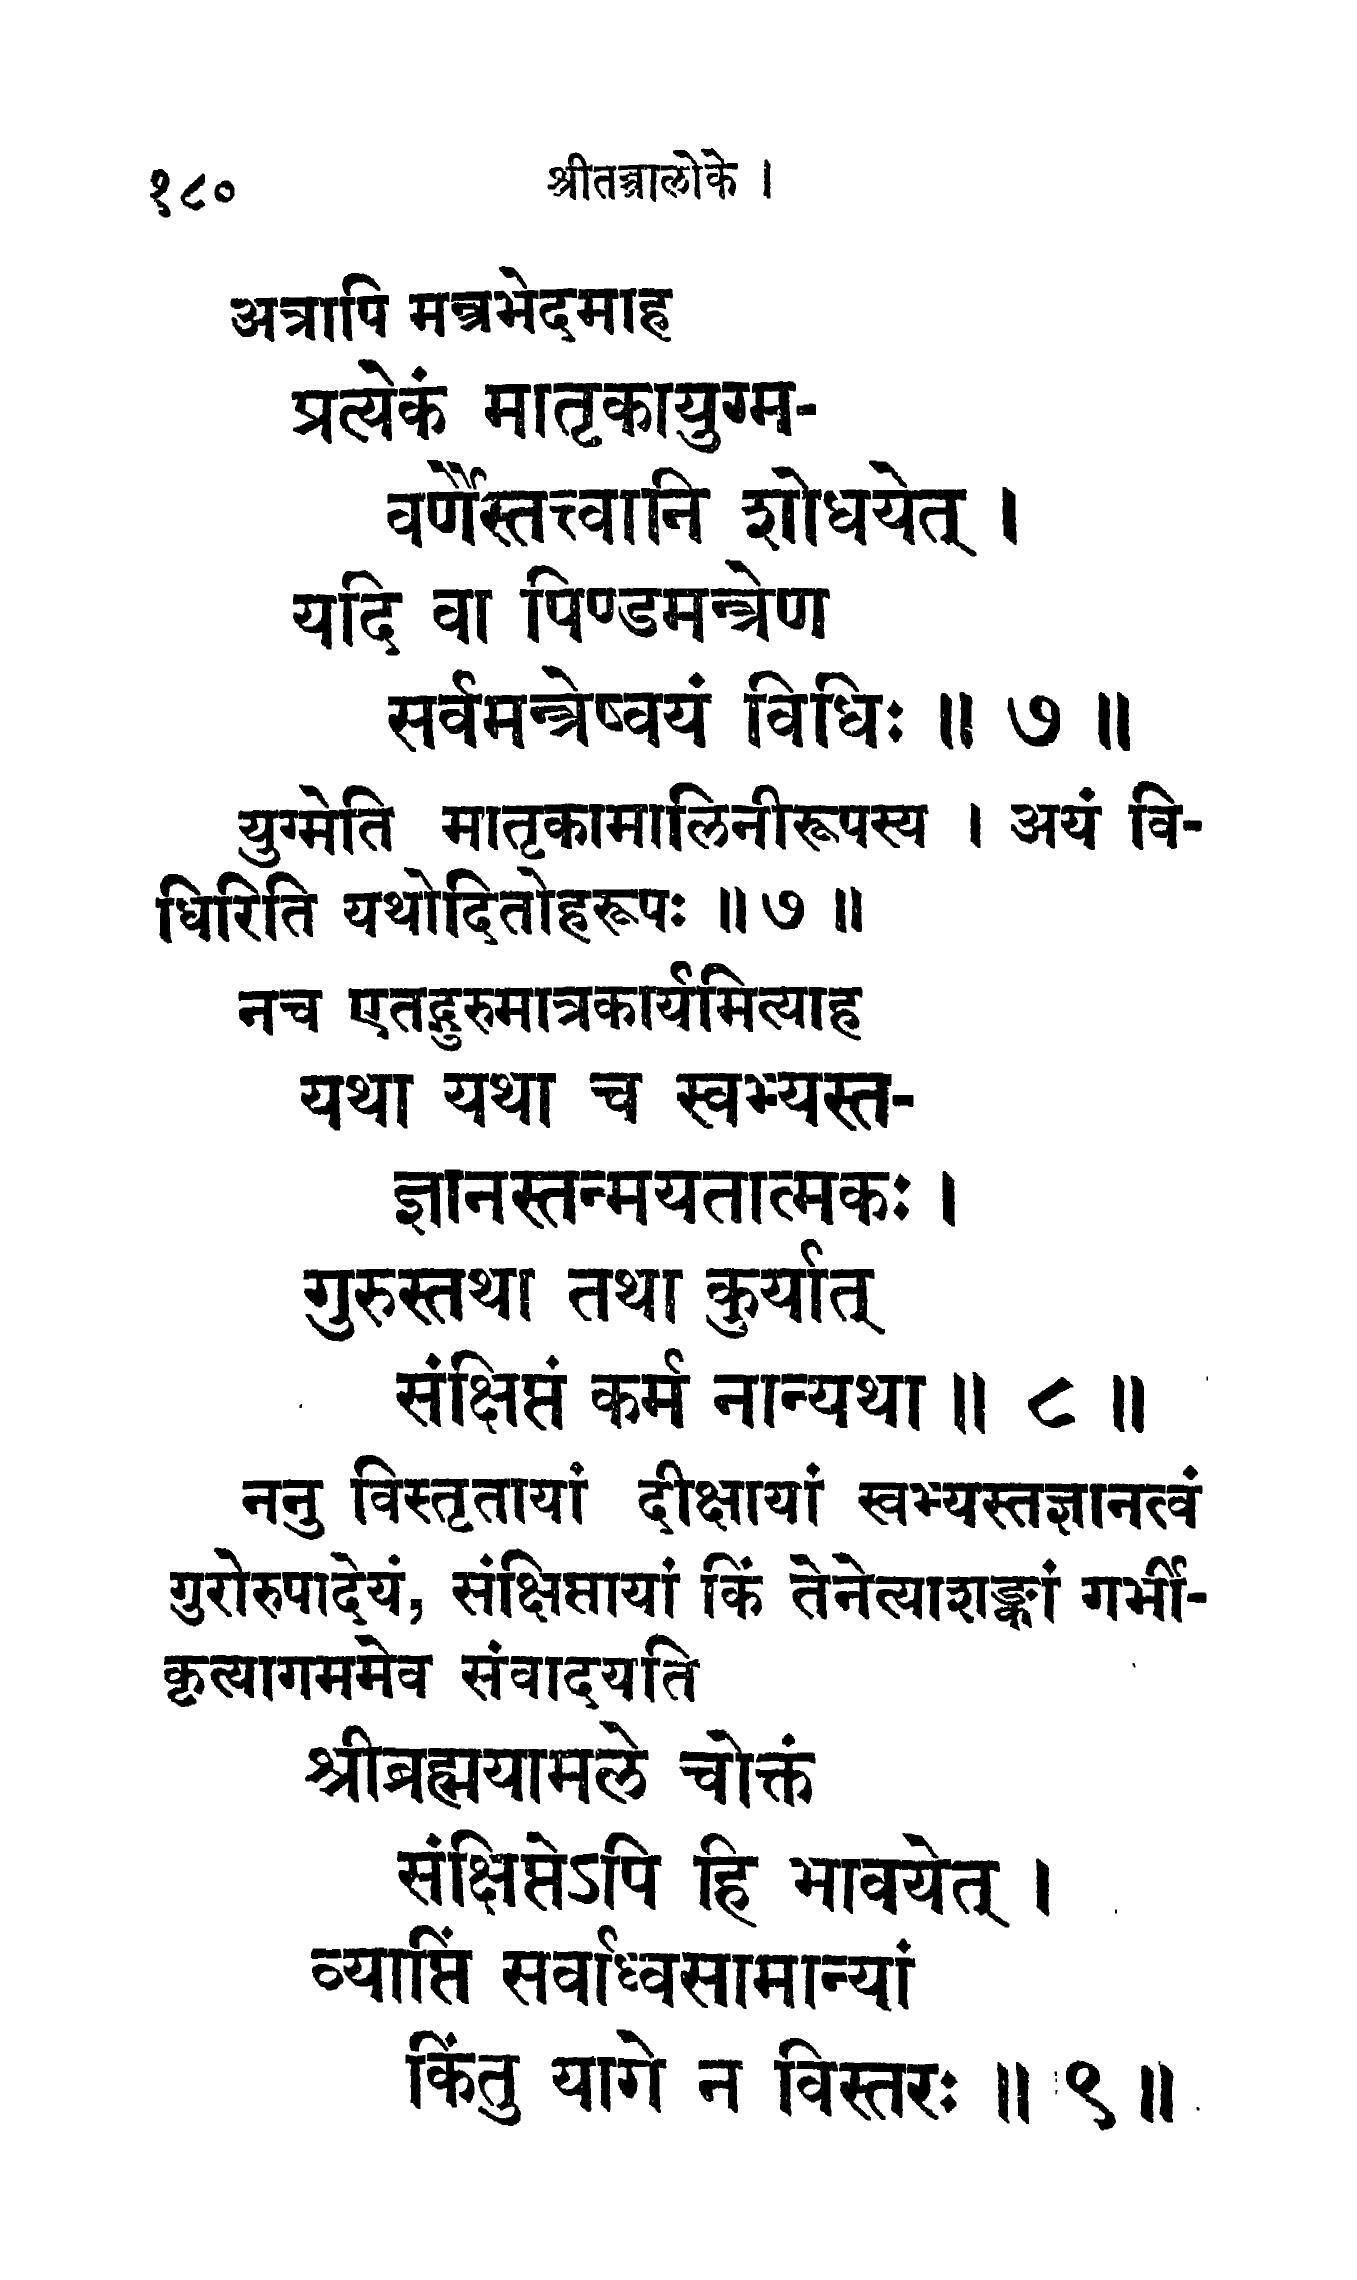 १८० श्रीतन्त्रालोके ।
अत्रापि मन्त्रभेदमाह
प्रत्येकं मातृकायुग्म-
वर्णैस्तत्त्वानि शोधयेत् ।
यदि वा पिण्डमन्त्रेण
सर्वमन्त्रेष्वयं विधिः ॥ ७ ॥
युग्मेति मातृकामालिनीरूपस्य । अयं वि-
धिरिति यथोदितोहरूपः ॥ ७ ॥
नच एतद्गुरुमात्रकार्यमित्याह
यथा यथा च स्वभ्यस्त-
ज्ञानस्तन्मयतात्मकः ।
गुरुस्तथा तथा कुर्यात्
संक्षिप्तं कर्म नान्यथा ॥ ८ ॥
ननु विस्तृतायां दीक्षायां स्वभ्यस्तज्ञानत्वं
गुरोरुपादेयं, संक्षिप्तायां किं तेनेत्याशङ्कां गर्भी-
कृत्यागममेव संवादयति
श्रीब्रह्मयामले चोक्तं
संक्षिप्तेऽपि हि भावयेत् ।
व्याप्तिं सर्वाध्वसामान्यां
किंतु यागे न विस्तरः ॥ ९ ॥